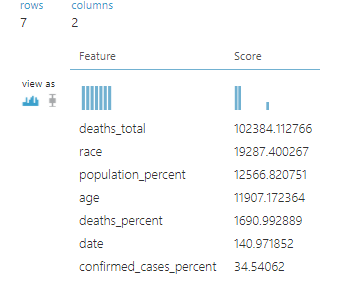 rows columns
7 2
Feature Score
view as
deaths_total 102384.112766
race 19287.400267
population_percent 12566.820751
age 11907.172364
deaths_percent 1690.992889
date 140.971852
confirmed_cases_percent 34.54062